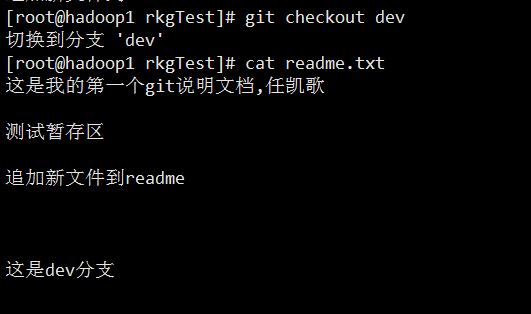 [root@hadoop1 rkgTest]# git checkout dev
切换到分支 'dev'
[root@hadoop1 rkgTest]# cat readme.txt
这是我的第一个git说明文档,任凯歌
测试暂存区
追加新文件到readme
这是dev分支